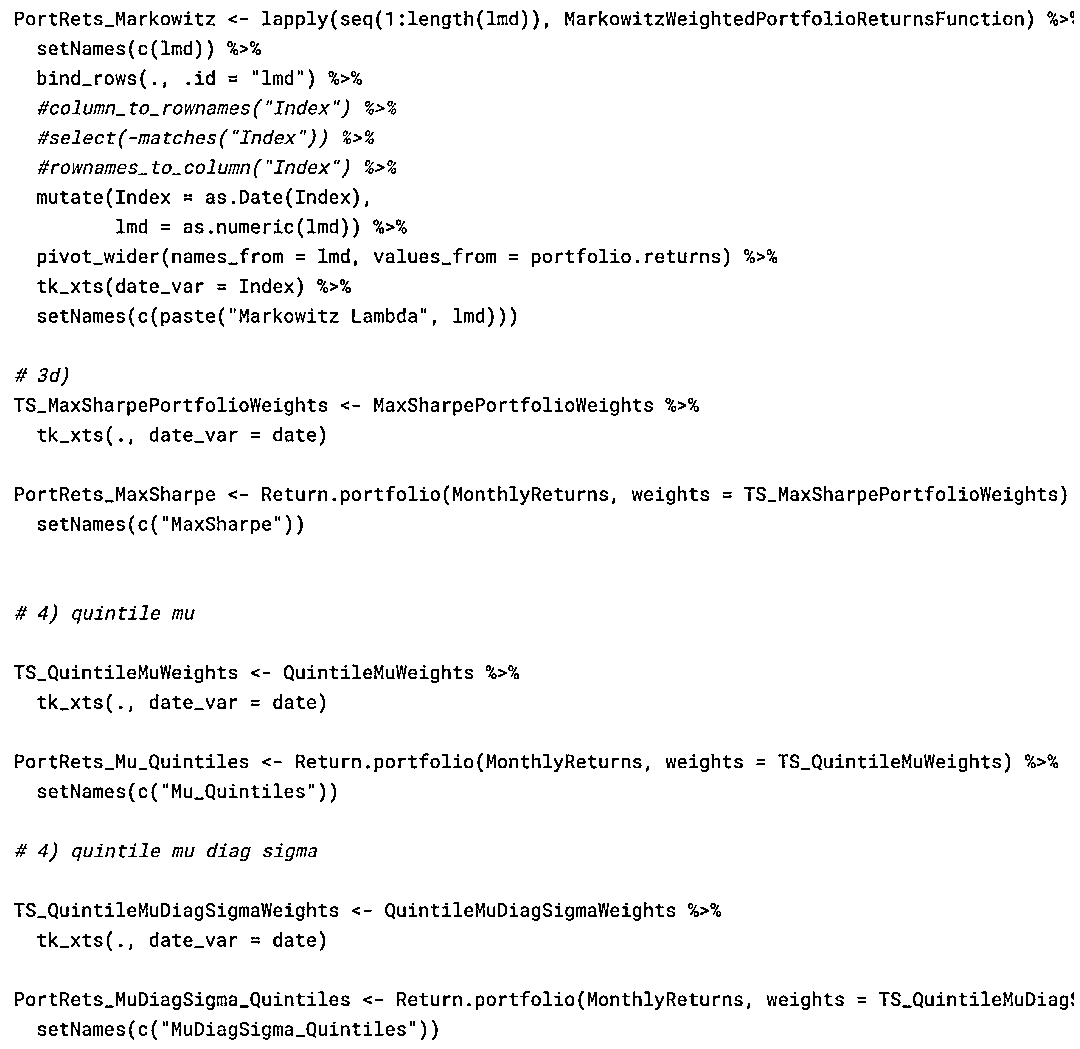 PortRets_Markowitz <- lapply(seq(1:length(lmd)), MarkowitzWeightedPortfolioReturnsFunction) %>%
  setNames(c(lmd)) %>%
  bind_rows(., .id = "lmd") %>%
  #column_to_rownames("Index") %>%
  #select(-matches("Index")) %>%
  #rownames_to_column("Index") %>%
  mutate(Index = as.Date(Index),
         lmd = as.numeric(lmd)) %>%
  pivot_wider(names_from = lmd, values_from = portfolio.returns) %>%
  tk_xts(date_var = Index) %>%
  setNames(c(paste("Markowitz Lambda", lmd)))
# 3d)
TS_MaxSharpePortfolioWeights <- MaxSharpePortfolioWeights %>%
  tk_xts(., date_var = date)
PortRets_MaxSharpe <- Return.portfolio(MonthlyReturns, weights = TS_MaxSharpePortfolioWeights)
  setNames(c("MaxSharpe"))
# 4) quintile mu
TS_QuintileMuWeights <- QuintileMuWeights %>%
  tk_xts(., date_var = date)
PortRets_Mu_Quintiles <- Return.portfolio(MonthlyReturns, weights = TS_QuintileMuWeights) %>%
  setNames(c("Mu_Quintiles"))
# 4) quintile mu diag sigma
TS_QuintileMuDiagSigmaWeights <- QuintileMuDiagSigmaWeights %>%
  tk_xts(., date_var = date)
PortRets_MuDiagSigma_Quintiles <- Return.portfolio(MonthlyReturns, weights = TS_QuintileMuDiagS
  setNames(c("MuDiagSigma_Quintiles"))